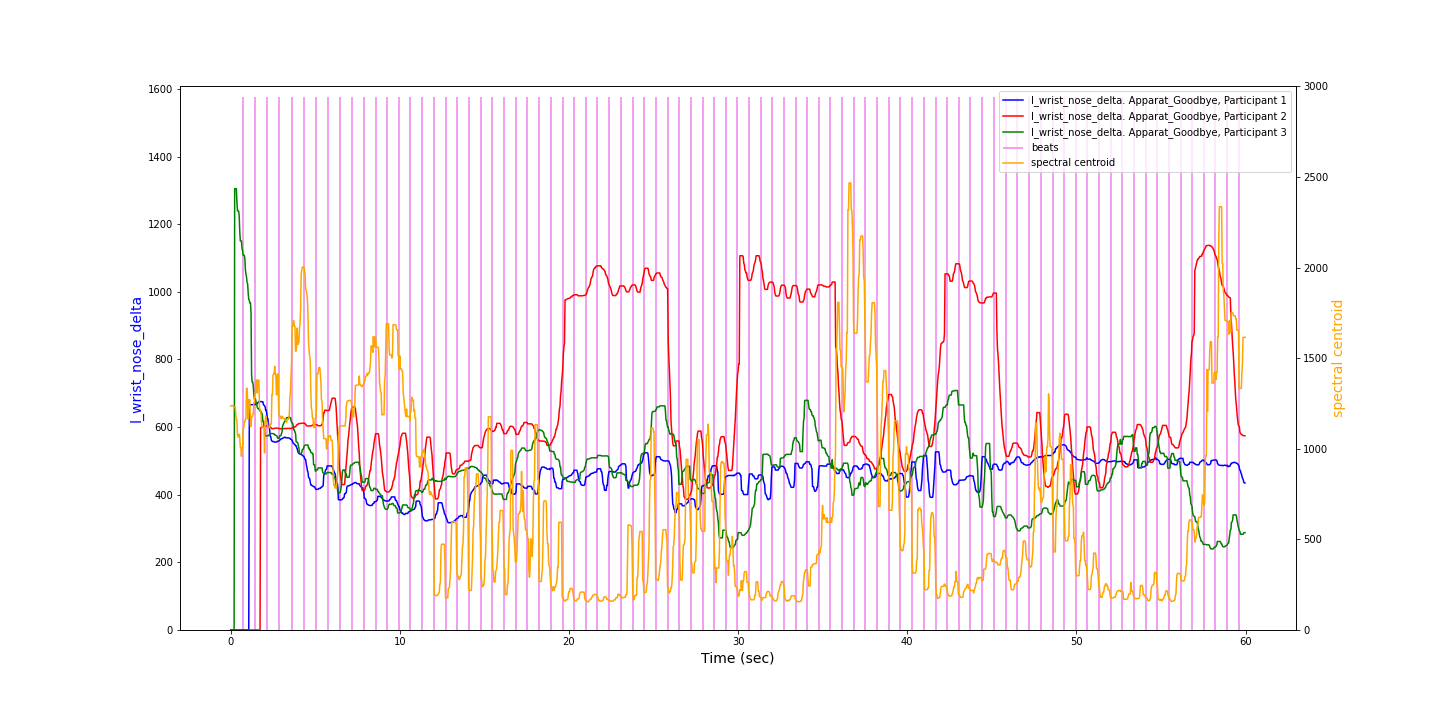 1600
1400
1200
1000
800
600
400
200
0
l_wrist_nose_delta
0
10
20
30
40
50
60
Time (sec)
3000
2500
2000
1500
1000
500
0
spectral centroid
l_wrist_nose_delta. Apparat_Goodbye, Participant 1
l_wrist_nose_delta. Apparat_Goodbye, Participant 2
l_wrist_nose_delta. Apparat_Goodbye, Participant 3
beats
spectral centroid